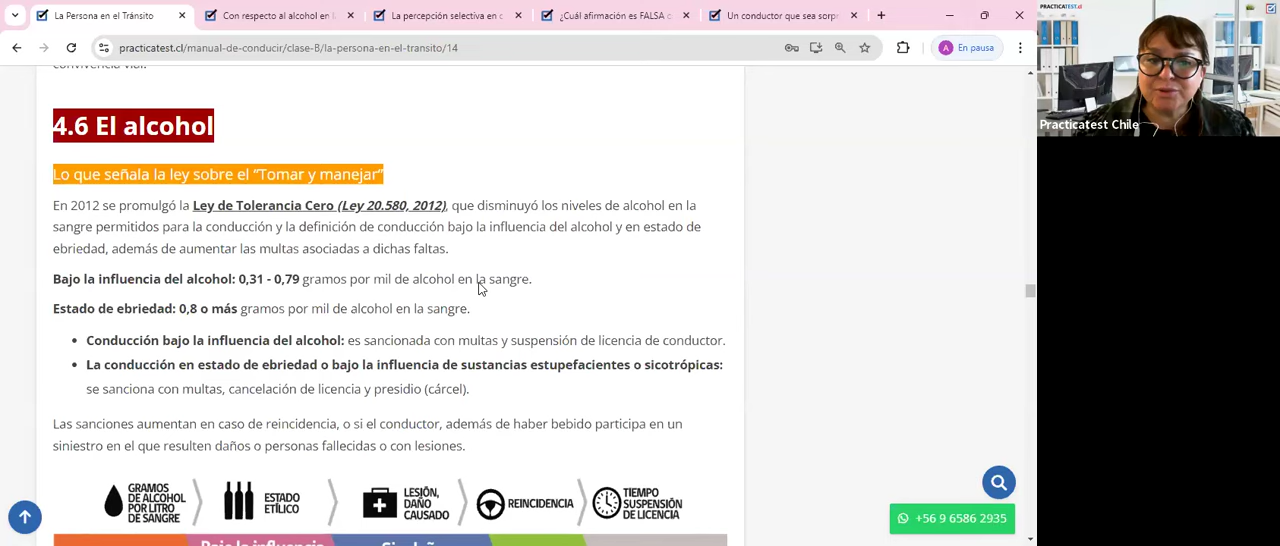 La Persona en el Tránsito
Con respecto al alcohol en l
La percepción selectiva en c
¿Cuál afirmación es FALSA c
Un conductor que sea sorpr
practicatest.cl/manual-de-conducir/clase-B/la-persona-en-el-transito/14
A
En pausa
PRACTICATEST.cl
Practicatest Chile
convivencia vial.
4.6 El alcohol
Lo que señala la ley sobre el “Tomar y manejar”
En 2012 se promulgó la Ley de Tolerancia Cero (Ley 20.580, 2012), que disminuyó los niveles de alcohol en la
sangre permitidos para la conducción y la definición de conducción bajo la influencia del alcohol y en estado de
ebriedad, además de aumentar las multas asociadas a dichas faltas.
Bajo la influencia del alcohol: 0,31 - 0,79 gramos por mil de alcohol en la sangre.
Estado de ebriedad: 0,8 o más gramos por mil de alcohol en la sangre.
• Conducción bajo la influencia del alcohol: es sancionada con multas y suspensión de licencia de conductor.
• La conducción en estado de ebriedad o bajo la influencia de sustancias estupefacientes o sicotrópicas:
se sanciona con multas, cancelación de licencia y presidio (cárcel).
Las sanciones aumentan en caso de reincidencia, o si el conductor, además de haber bebido participa en un
siniestro en el que resulten daños o personas fallecidas o con lesiones.
GRAMOS
DE ALCOHOL
POR LITRO
DE SANGRE
ESTADO
ETÍLICO
LESIÓN,
DAÑO
CAUSADO
REINCIDENCIA
TIEMPO
SUSPENSIÓN
DE LICENCIA
Bajo la influencia
Sin daño
+56 9 6586 2935